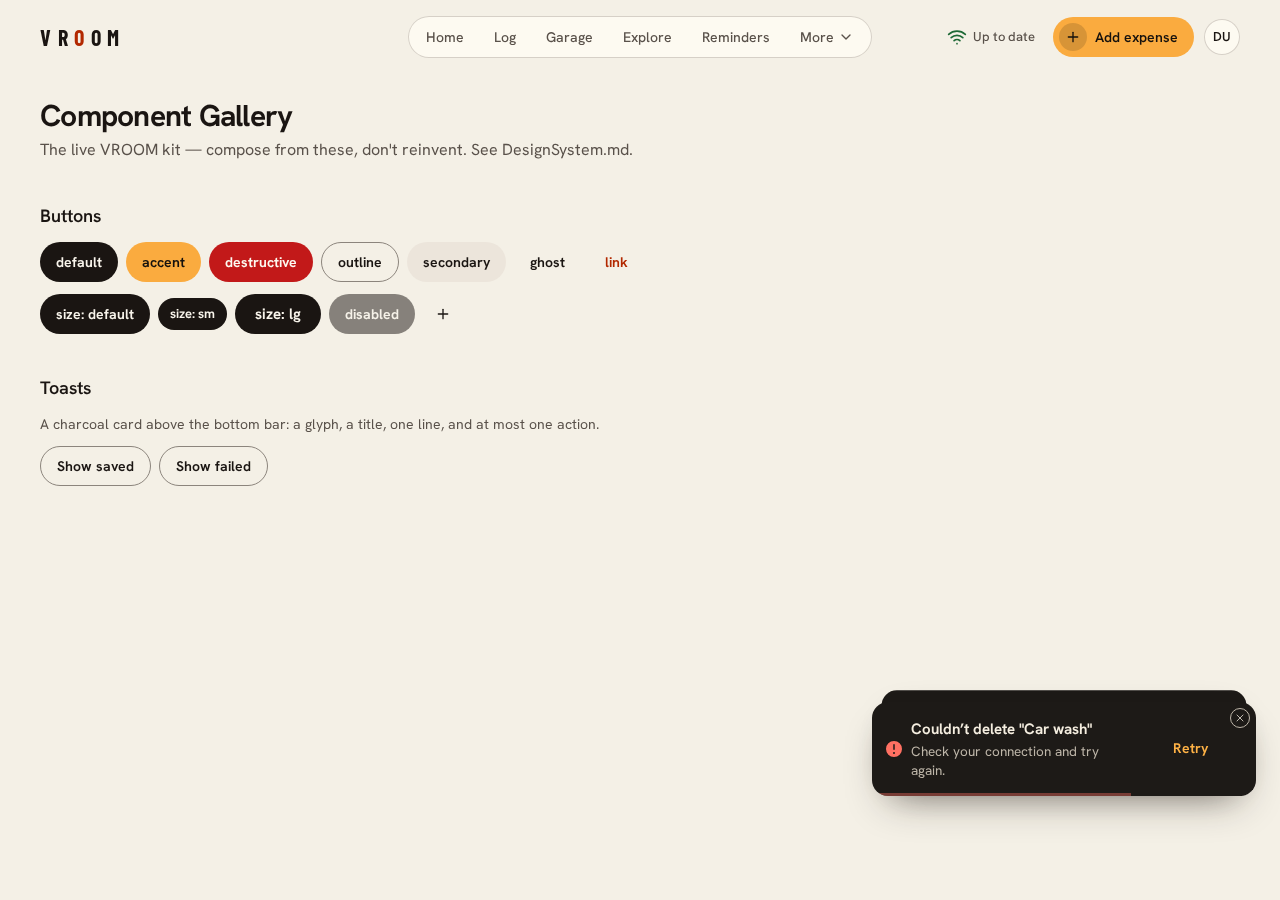 VROOM
Home Log Garage Explore Reminders More
Up to date
Add expense
DU
Component Gallery
The live VROOM kit — compose from these, don't reinvent. See DesignSystem.md.
Buttons
default accent destructive outline secondary ghost link
size: default size: sm size: lg disabled
Toasts
A charcoal card above the bottom bar: a glyph, a title, one line, and at most one action.
Show saved Show failed
Couldn’t delete "Car wash"
Check your connection and try
again.
Retry